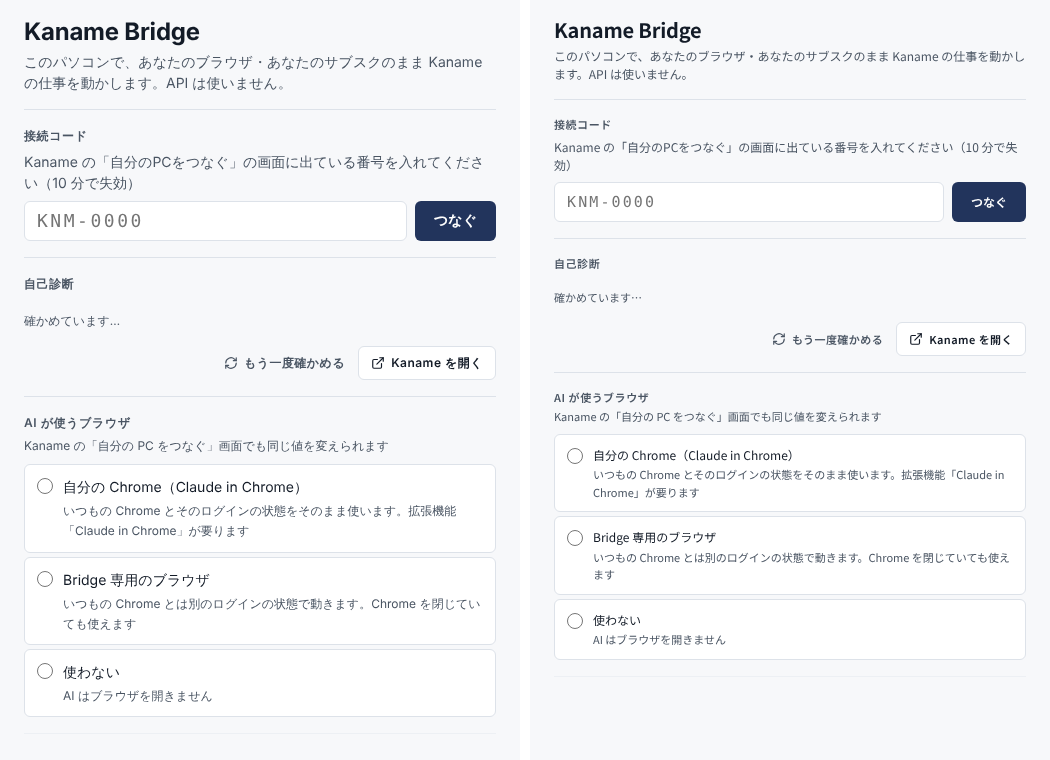 Kaname Bridge
このパソコンで、あなたのブラウザ・あなたのサブスクのまま Kaname
の仕事を動かします。API は使いません。
接続コード
Kaname の「自分のPCをつなぐ」の画面に出ている番号を入れてくださ
い（10 分で失効）
KNM-0000
つなぐ
自己診断
確かめています...
もう一度確かめる
Kaname を開く
AI が使うブラウザ
Kaname の「自分の PC をつなぐ」画面でも同じ値を変えられます
自分の Chrome（Claude in Chrome）
いつもの Chrome とそのログインの状態をそのまま使います。拡張機能
「Claude in Chrome」が要ります
Bridge 専用のブラウザ
いつもの Chrome とは別のログインの状態で動きます。Chrome を閉じてい
ても使えます
使わない
AI はブラウザを開きません
Kaname Bridge
このパソコンで、あなたのブラウザ・あなたのサブスクのまま Kaname の仕事を動かし
ます。API は使いません。
接続コード
Kaname の「自分のPCをつなぐ」の画面に出ている番号を入れてください（10 分で失
効）
KNM-0000
つなぐ
自己診断
確かめています…
もう一度確かめる
Kaname を開く
AI が使うブラウザ
Kaname の「自分の PC をつなぐ」画面でも同じ値を変えられます
自分の Chrome（Claude in Chrome）
いつもの Chrome とそのログインの状態をそのまま使います。拡張機能「Claude in
Chrome」が要ります
Bridge 専用のブラウザ
いつもの Chrome とは別のログインの状態で動きます。Chrome を閉じていても使え
ます
使わない
AI はブラウザを開きません